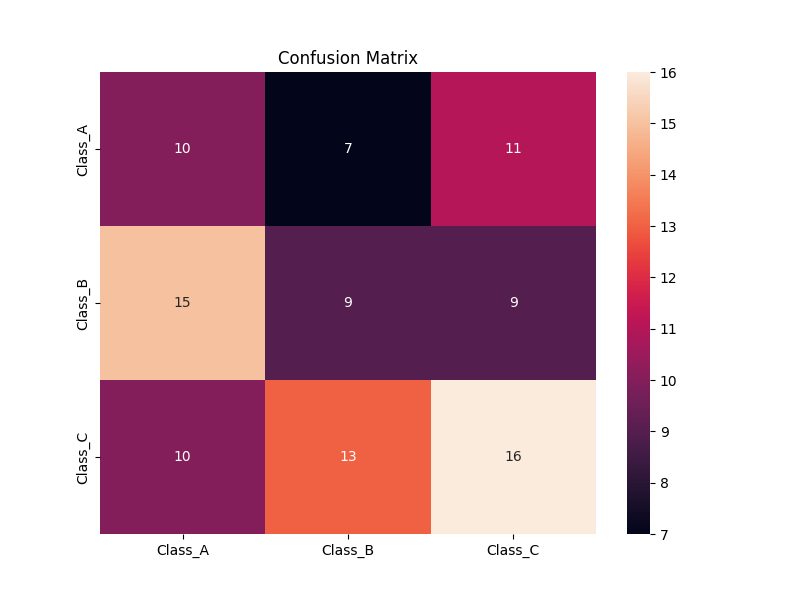 Confusion Matrix
Class_A 10 7 11
Class_B 15 9 9
Class_C 10 13 16
Class_A Class_B Class_C
16
15
14
13
12
11
10
9
8
7